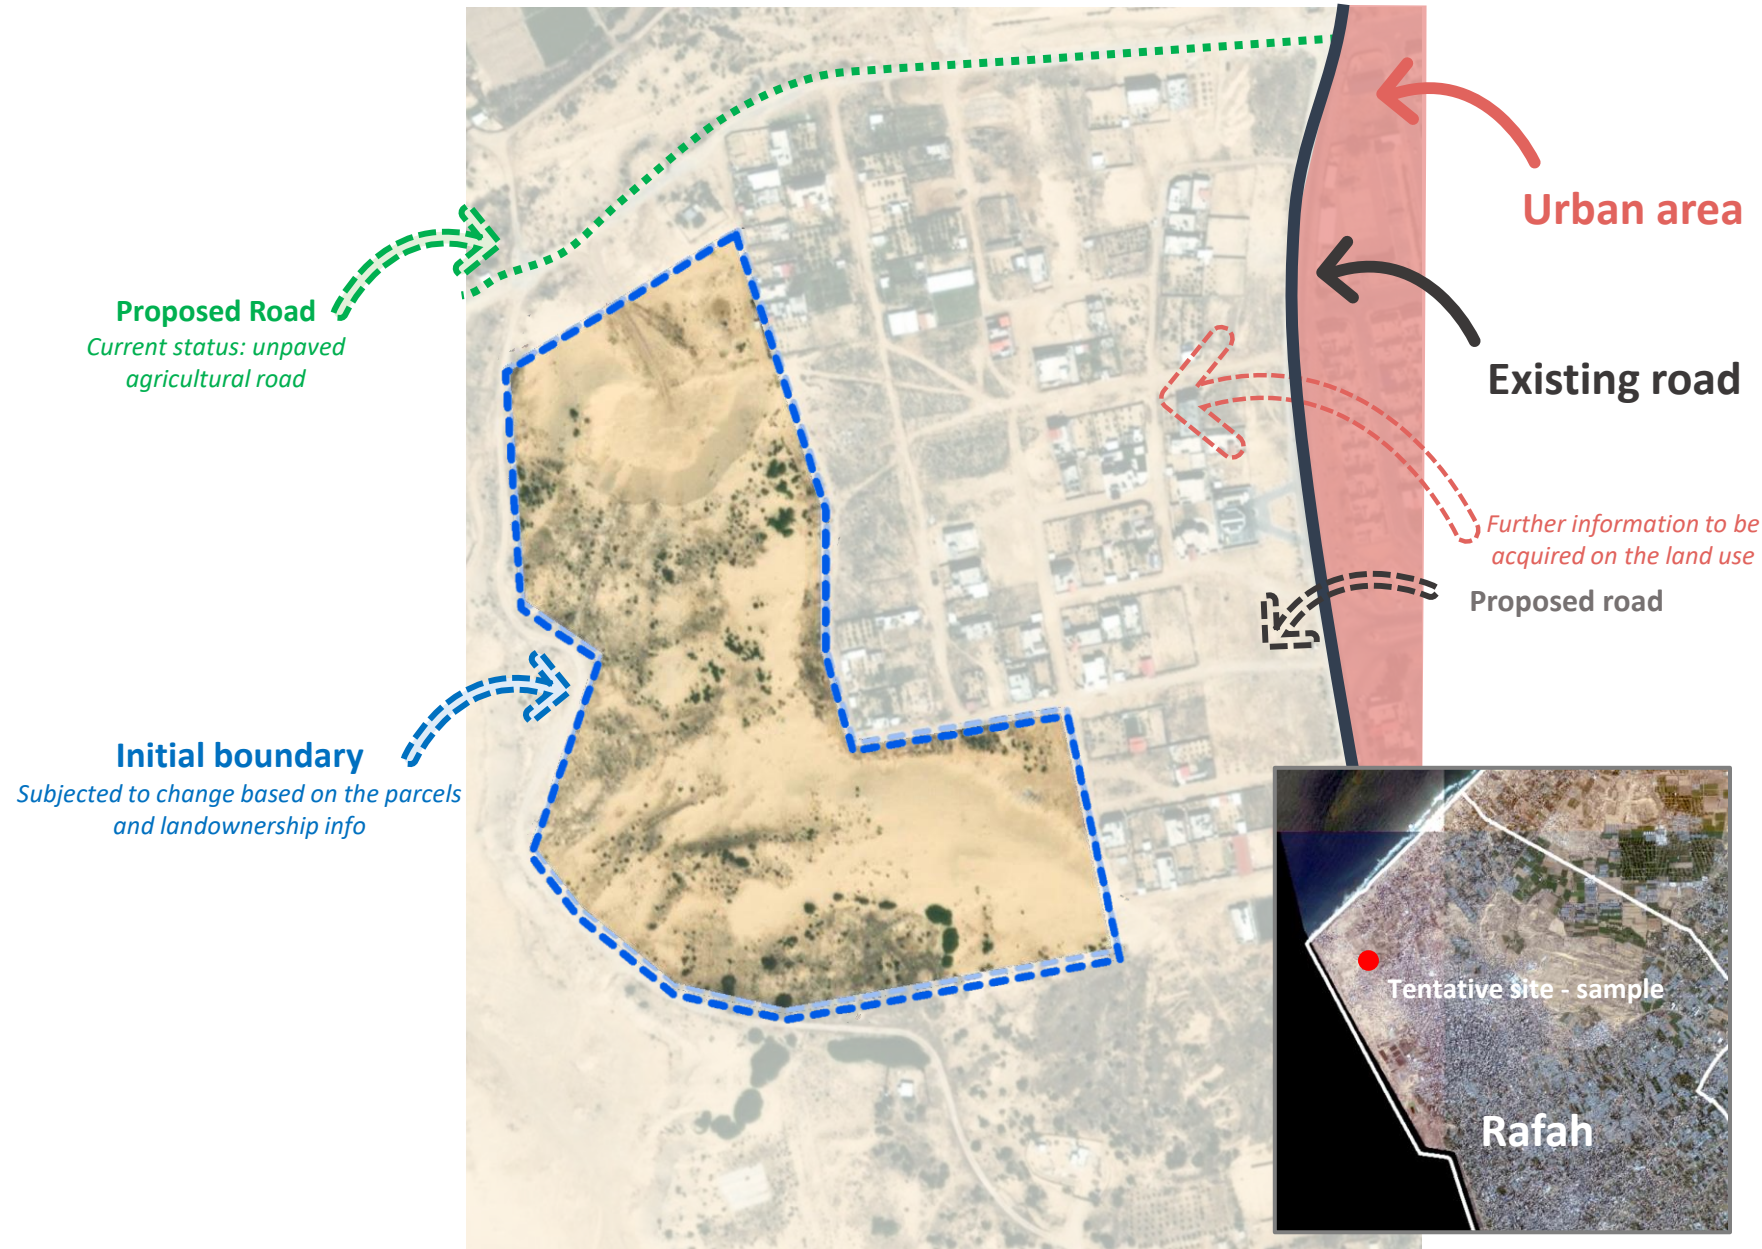 Urban area
Proposed Road
Current status: unpaved
agricultural road
Existing road
Further information to be
acquired on the land use
Proposed road
Initial boundary
Subjected to change based on the parcels
and landownership info
Tentative site - sample
Rafah